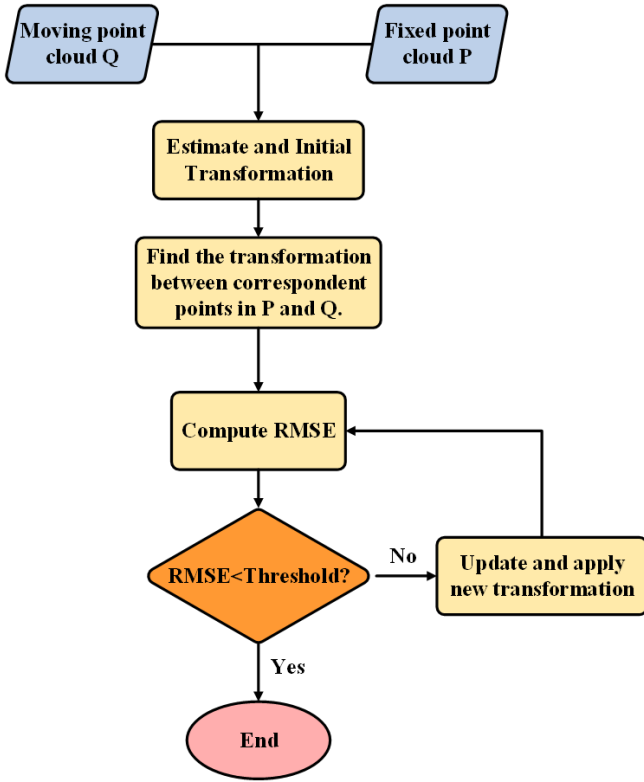 Moving point
cloud Q
Fixed point
cloud P
Estimate and Initial
Transformation
Find the transformation
between correspondent
points in P and Q.
Compute RMSE
RMSE<Threshold?
No
Update and apply
new transformation
Yes
End